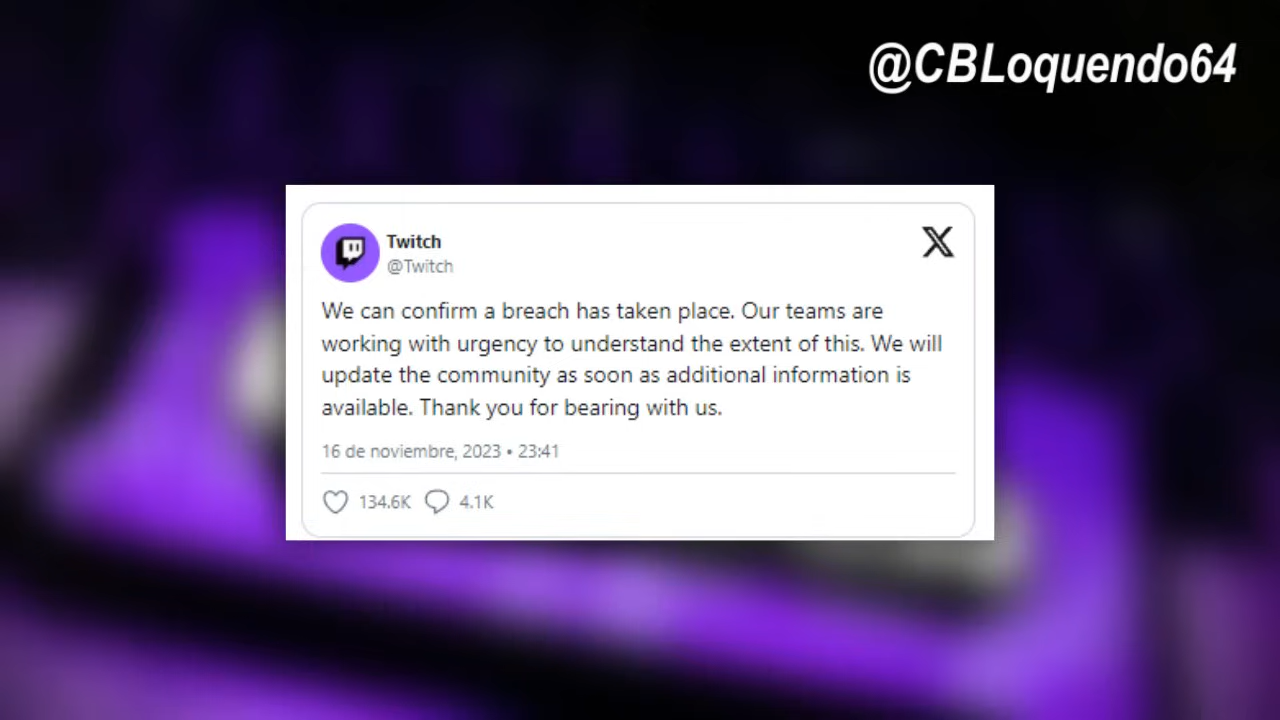 @CBLoquendo64
Twitch
@Twitch
We can confirm a breach has taken place. Our teams are
working with urgency to understand the extent of this. We will
update the community as soon as additional information is
available. Thank you for bearing with us.
16 de noviembre, 2023 • 23:41
134.6K 4.1K